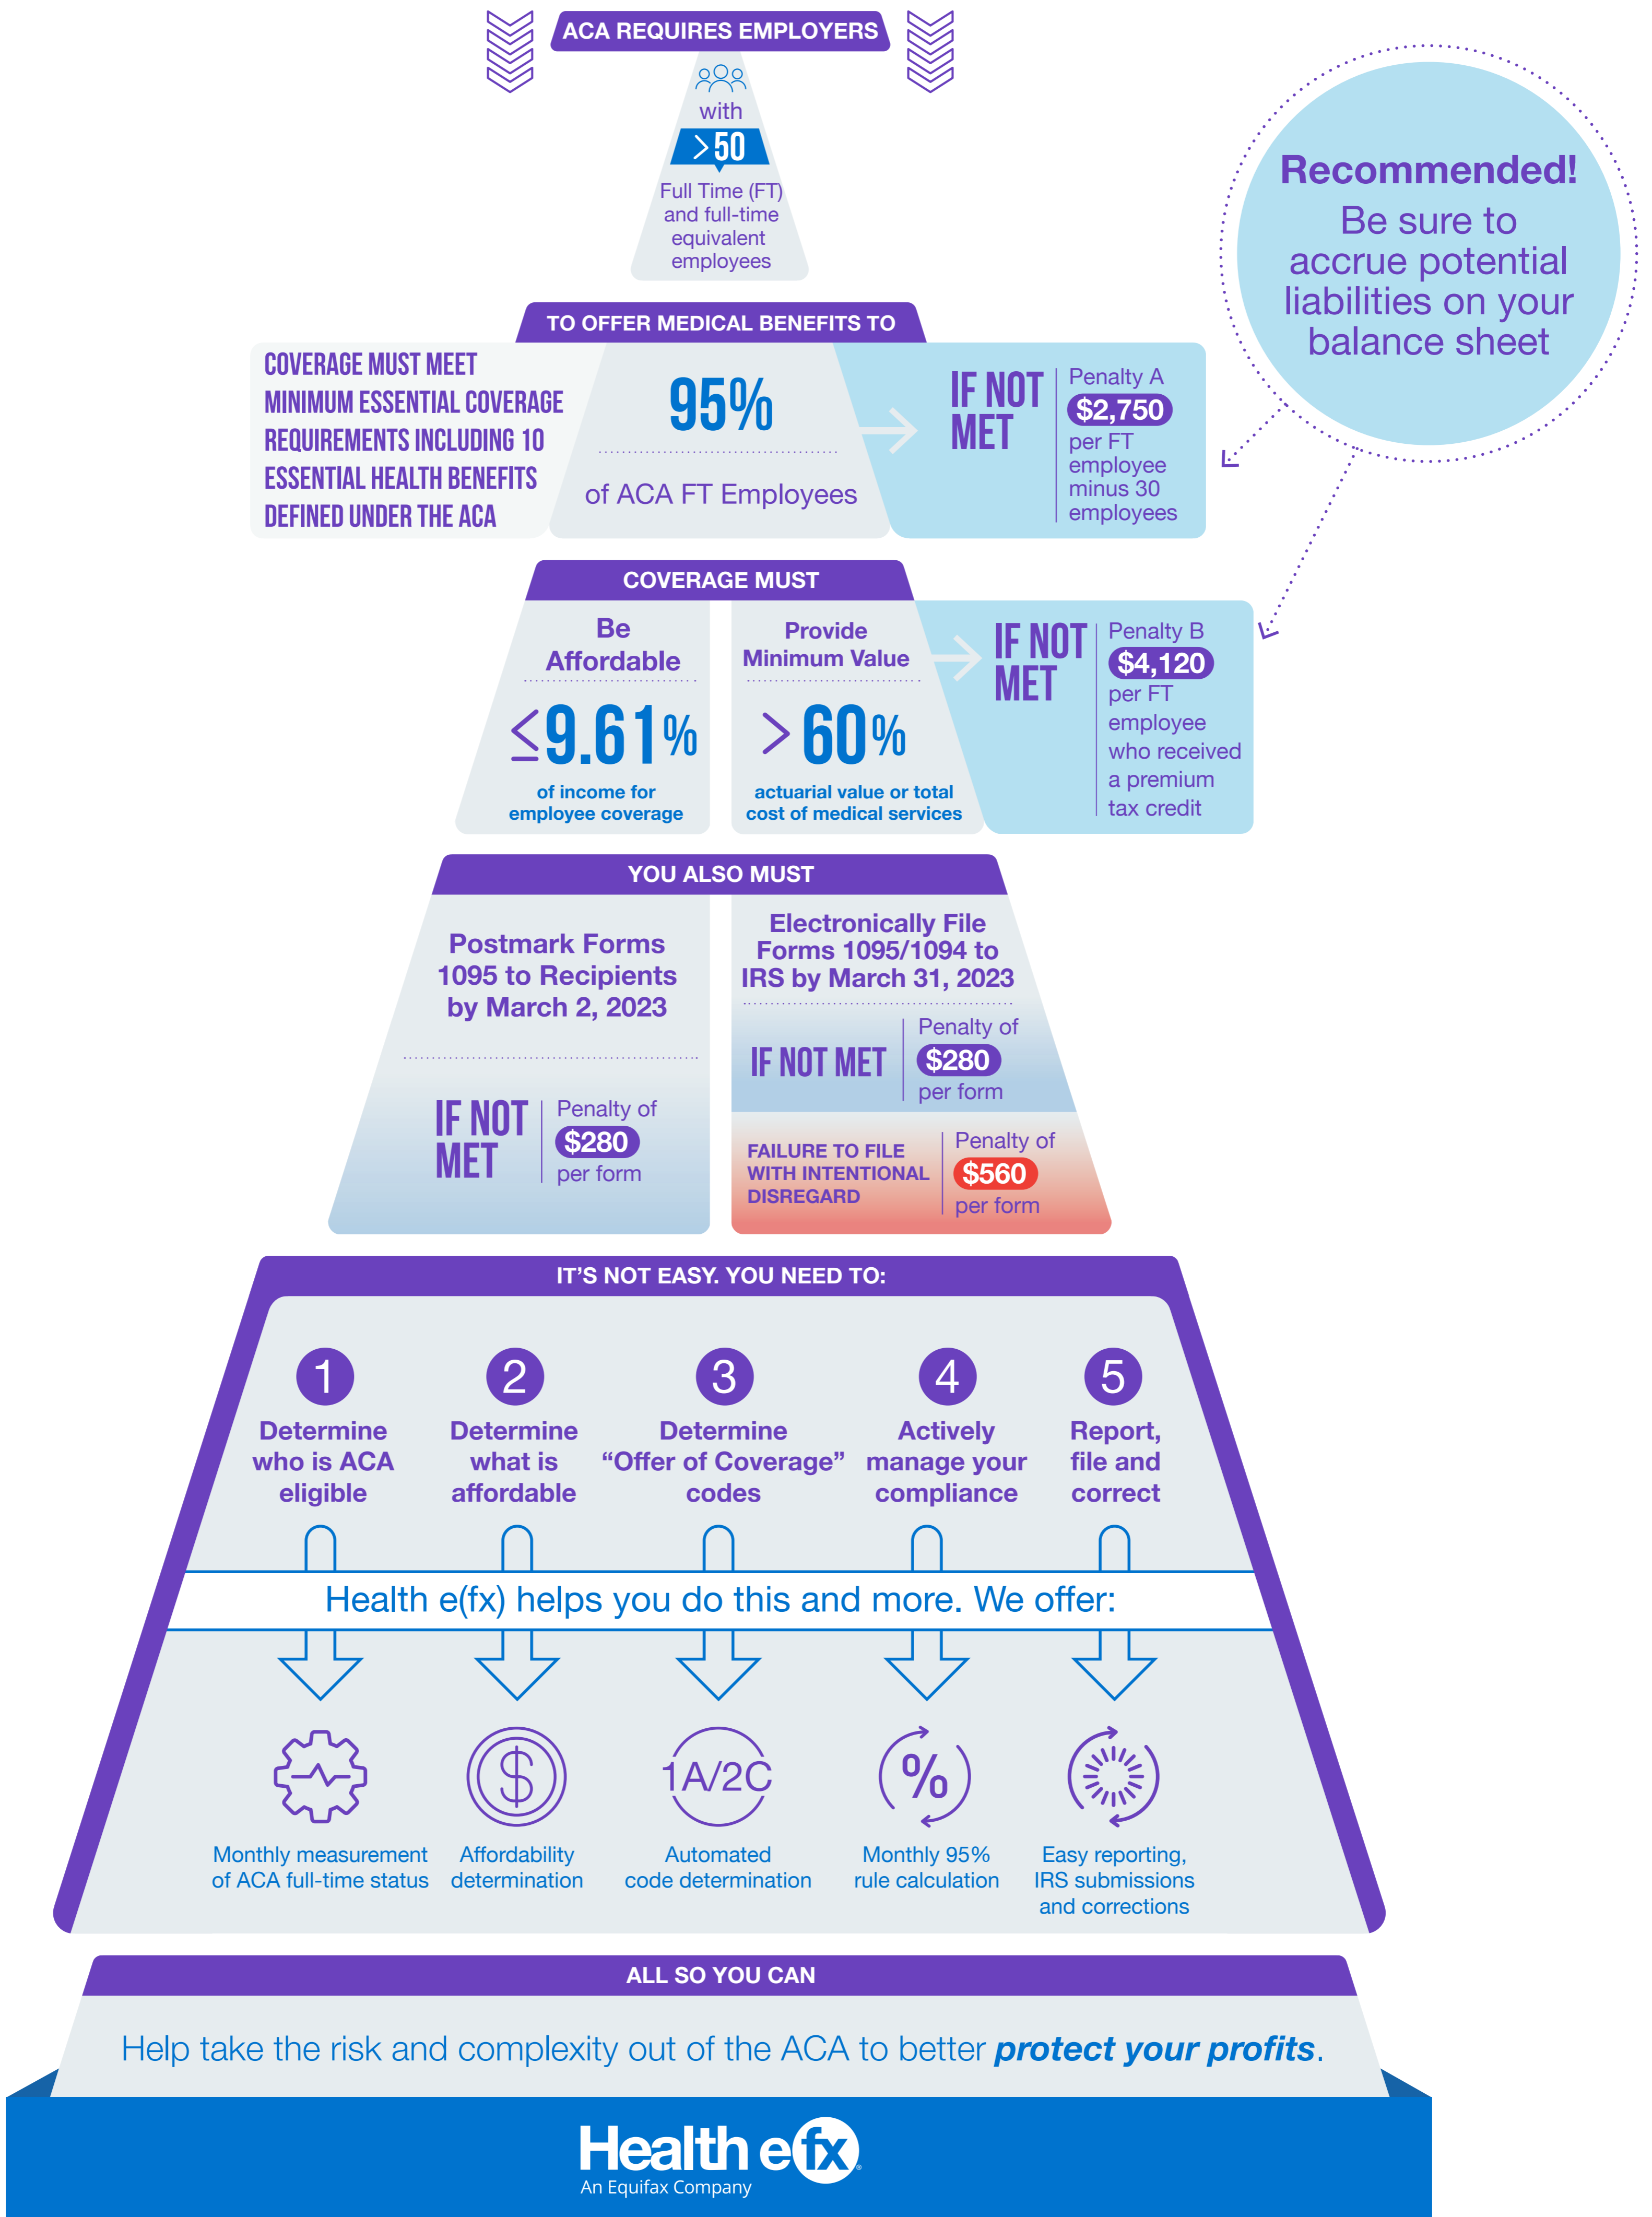 ACA REQUIRES EMPLOYERS
with
>50
Full Time (FT)
and full-time
equivalent
employees
Recommended!
Be sure to
accrue potential
liabilities on your
balance sheet
TO OFFER MEDICAL BENEFITS TO
COVERAGE MUST MEET
MINIMUM ESSENTIAL COVERAGE
REQUIREMENTS INCLUDING 10
ESSENTIAL HEALTH BENEFITS
DEFINED UNDER THE ACA
95%
of ACA FT Employees
IF NOT
MET
Penalty A
$2,750
per FT
employee
minus 30
employees
COVERAGE MUST
Be
Affordable
≤9.61%
of income for
employee coverage
Provide
Minimum Value
>60%
actuarial value or total
cost of medical services
IF NOT
MET
Penalty B
$4,120
per FT
employee
who received
a premium
tax credit
YOU ALSO MUST
Postmark Forms
1095 to Recipients
by March 2, 2023
IF NOT
MET
Penalty of
$280
per form
Electronically File
Forms 1095/1094 to
IRS by March 31, 2023
IF NOT MET
Penalty of
$280
per form
FAILURE TO FILE
WITH INTENTIONAL
DISREGARD
Penalty of
$560
per form
IT'S NOT EASY. YOU NEED TO:
1
Determine
who is ACA
eligible
2
Determine
what is
affordable
3
Determine
“Offer of Coverage”
codes
4
Actively
manage your
compliance
5
Report,
file and
correct
Health e(fx) helps you do this and more. We offer:
Monthly measurement
of ACA full-time status
$
Affordability
determination
1A/2C
Automated
code determination
%
Monthly 95%
rule calculation
Easy reporting,
IRS submissions
and corrections
ALL SO YOU CAN
Help take the risk and complexity out of the ACA to better protect your profits.
Health efx®
An Equifax Company